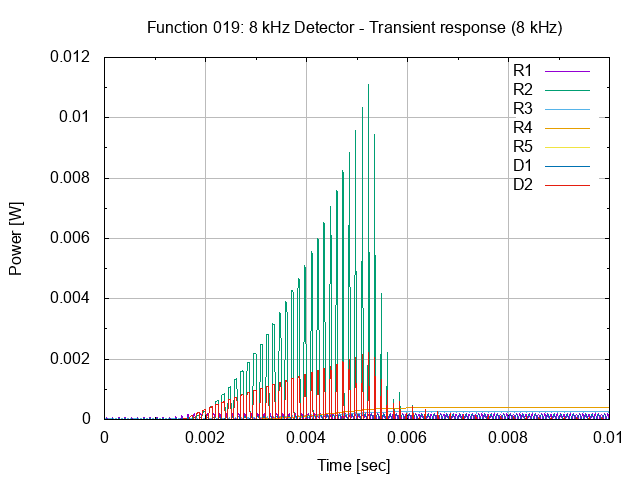 Function 019: 8 kHz Detector - Transient response (8 kHz)
0.012
0.01
0.008
0.006
0.004
0.002
0
Power [W]
R1
R2
R3
R4
R5
D1
D2
0 0.002 0.004 0.006 0.008 0.01
Time [sec]